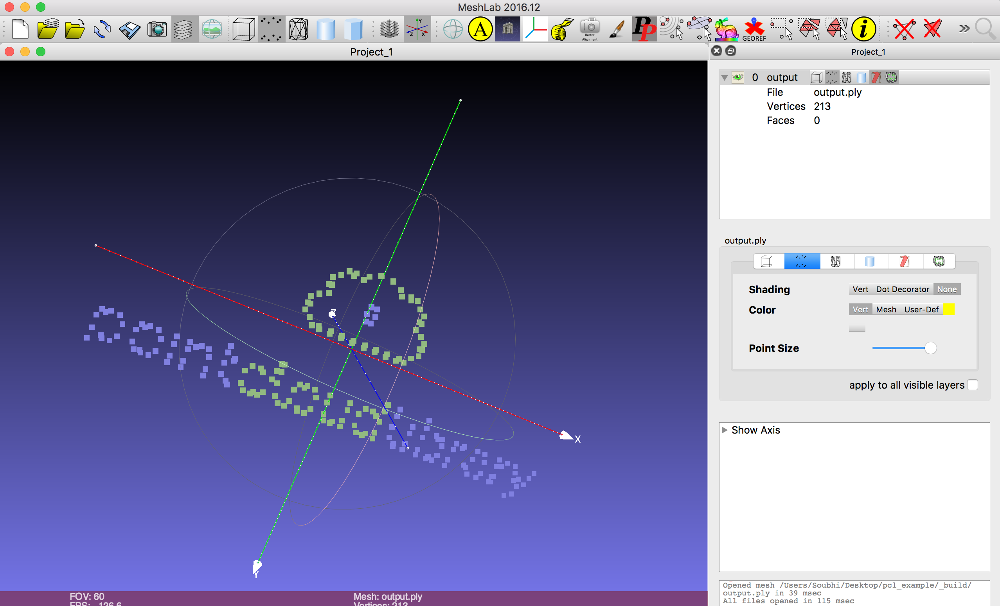 MeshLab 2016.12
Y
Z X
A
Raster
Alignment
PP
GEOREF
i
»
Project_1
Project_1
0 output
File output.ply
Vertices 213
Faces 0
output.ply
Shading Vert Dot Decorator None
Color Vert Mesh User-Def
Point Size
apply to all visible layers
Z
X
Y
Show Axis
FOV: 60
FPS: 126.6
Mesh: output.ply
Vertices: 213
Opened mesh /Users/Soubhi/Desktop/pcl_example/_build/
output.ply in 39 msec
All files opened in 115 msec